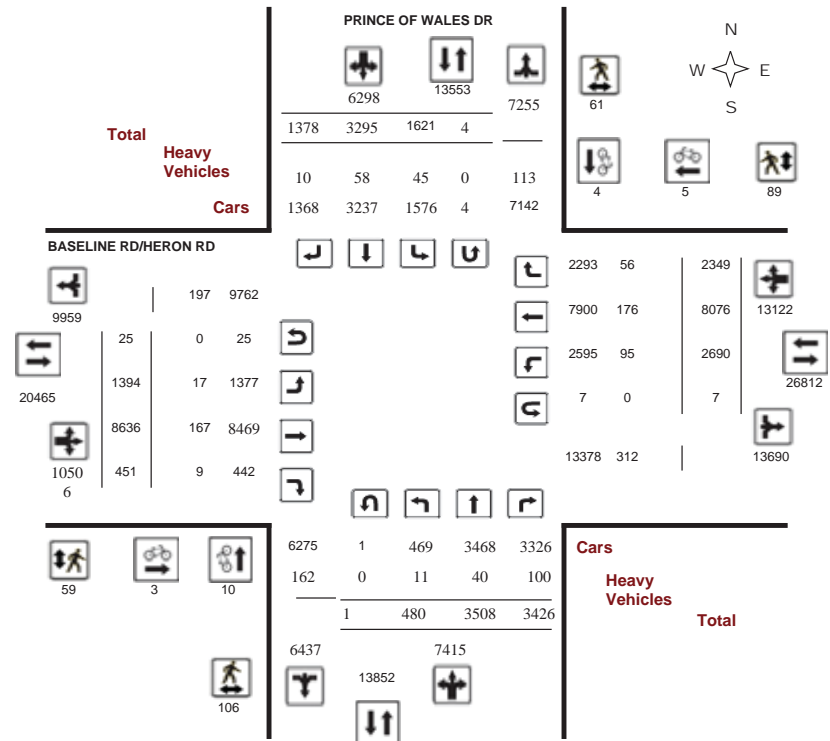 PRINCE OF WALES DR
N
W E
S
6298 13553 7255 61
Total 1378 3295 1621 4
Heavy
Vehicles
10 58 45 0 113
4 5 89
Cars 1368 3237 1576 4 7142
BASELINE RD/HERON RD
2293 56 2349
197 9762
9959
7900 176 8076 13122
25 0 25
2595 95 2690
20465
1394 17 1377
26812
7 0 7
8636 167 8469
13378 312 13690
1050
6
451 9 442
6275 1 469 3468 3326 Cars
162 0 11 40 100 Heavy
Vehicles
59 3 10
1 480 3508 3426 Total
6437 7415
13852
106